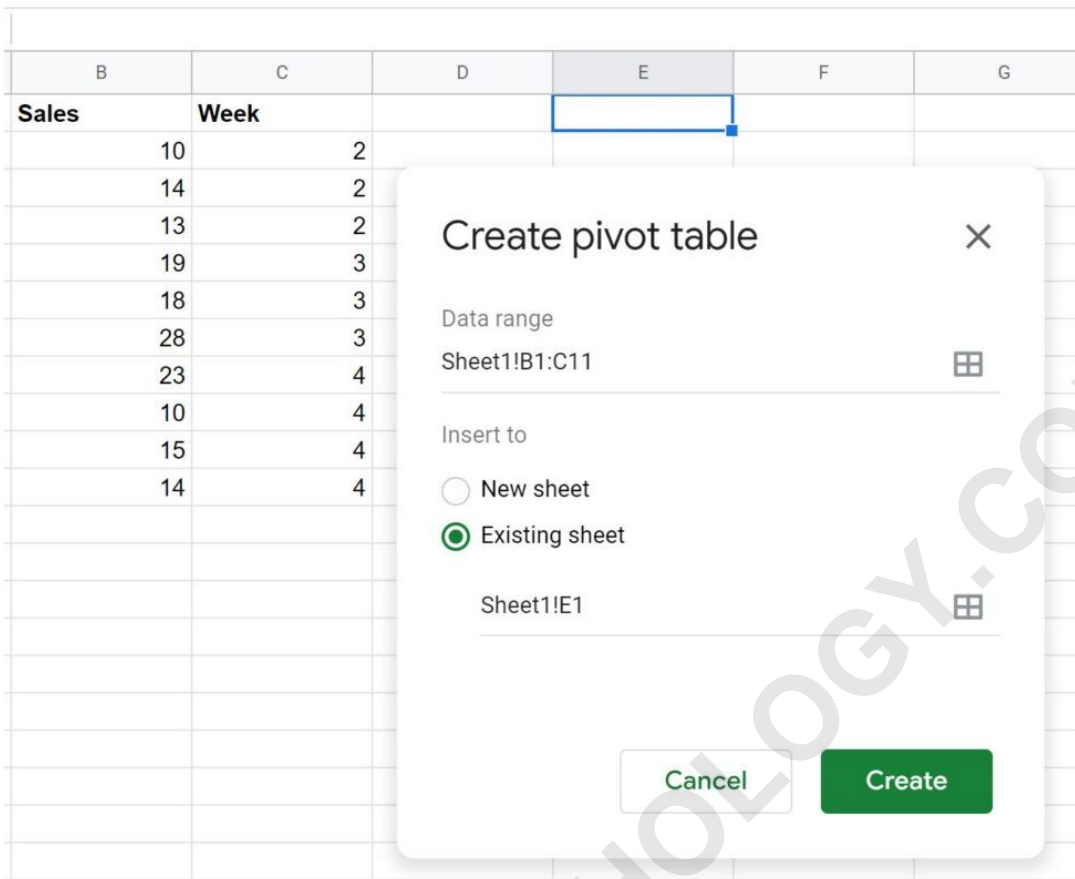 B C D E F G
Sales Week
10 2
14 2
13 2
19 3
18 3
28 3
23 4
10 4
15 4
14 4
Create pivot table
Data range
Sheet1!B1:C11
Insert to
New sheet
Existing sheet
Sheet1!E1
Cancel Create
HOLOGY.CO